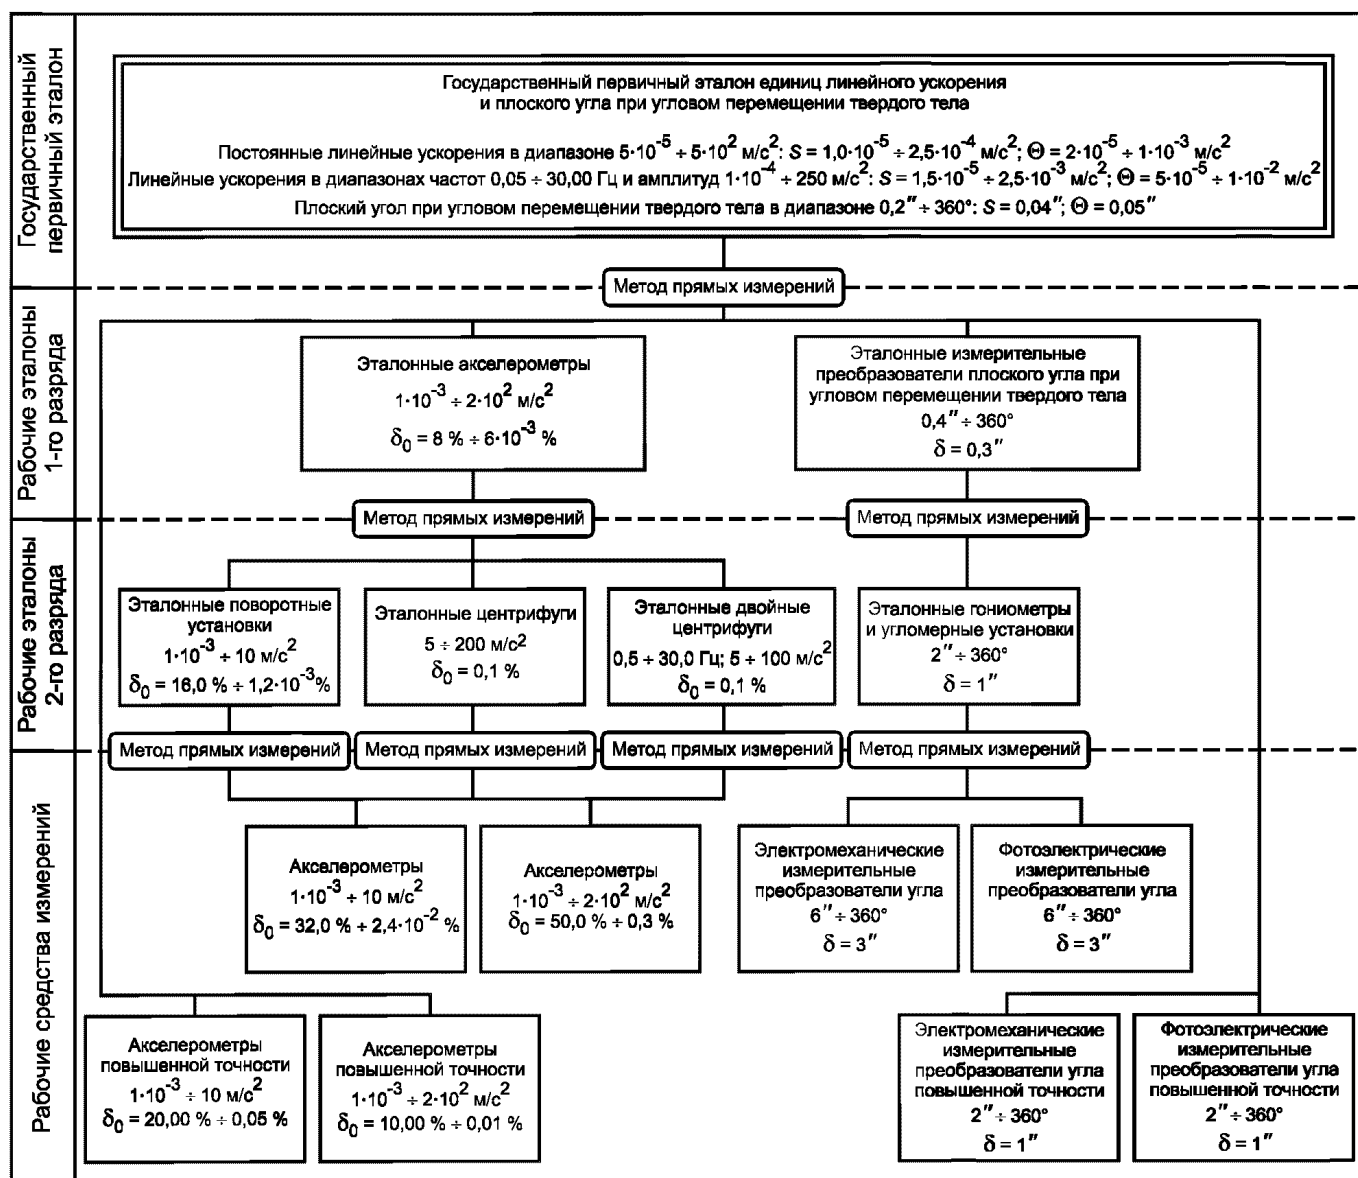 Государственный
первичный эталон
Государственный первичный эталон единиц линейного ускорения
и плоского угла при угловом перемещении твердого тела
Постоянные линейные ускорения в диапазоне 5·10⁻⁵ ÷ 5·10² м/с²: S = 1,0·10⁻⁵ ÷ 2,5·10⁻⁴ м/с²; Θ = 2·10⁻⁵ ÷ 1·10⁻³ м/с²
Линейные ускорения в диапазонах частот 0,05 ÷ 30,00 Гц и амплитуд 1·10⁻⁴ ÷ 250 м/с²: S = 1,5·10⁻⁵ ÷ 2,5·10⁻³ м/с²; Θ = 5·10⁻⁵ ÷ 1·10⁻² м/с²
Плоский угол при угловом перемещении твердого тела в диапазоне 0,2″ ÷ 360°: S = 0,04″; Θ = 0,05″
Метод прямых измерений
Рабочие эталоны
1-го разряда
Эталонные акселерометры
1·10⁻³ ÷ 2·10² м/с²
δ₀ = 8 % ÷ 6·10⁻³ %
Эталонные измерительные
преобразователи плоского угла при
угловом перемещении твердого тела
0,4″ ÷ 360°
δ = 0,3″
Метод прямых измерений
Метод прямых измерений
Рабочие эталоны
2-го разряда
Эталонные поворотные
установки
1·10⁻³ ÷ 10 м/с²
δ₀ = 16,0 % ÷ 1,2·10⁻³%
Эталонные центрифуги
5 ÷ 200 м/с²
δ₀ = 0,1 %
Эталонные двойные
центрифуги
0,5 ÷ 30,0 Гц; 5 ÷ 100 м/с²
δ₀ = 0,1 %
Эталонные гониометры
и угломерные установки
2″ ÷ 360°
δ = 1″
Метод прямых измерений
Метод прямых измерений
Метод прямых измерений
Метод прямых измерений
Рабочие средства измерений
Акселерометры
1·10⁻³ ÷ 10 м/с²
δ₀ = 32,0 % ÷ 2,4·10⁻² %
Акселерометры
1·10⁻³ ÷ 2·10² м/с²
δ₀ = 50,0 % ÷ 0,3 %
Электромеханические
измерительные
преобразователи угла
6″ ÷ 360°
δ = 3″
Фотоэлектрические
измерительные
преобразователи угла
6″ ÷ 360°
δ = 3″
Акселерометры
повышенной точности
1·10⁻³ ÷ 10 м/с²
δ₀ = 20,00 % ÷ 0,05 %
Акселерометры
повышенной точности
1·10⁻³ ÷ 2·10² м/с²
δ₀ = 10,00 % ÷ 0,01 %
Электромеханические
измерительные
преобразователи угла
повышенной точности
2″ ÷ 360°
δ = 1″
Фотоэлектрические
измерительные
преобразователи угла
повышенной точности
2″ ÷ 360°
δ = 1″